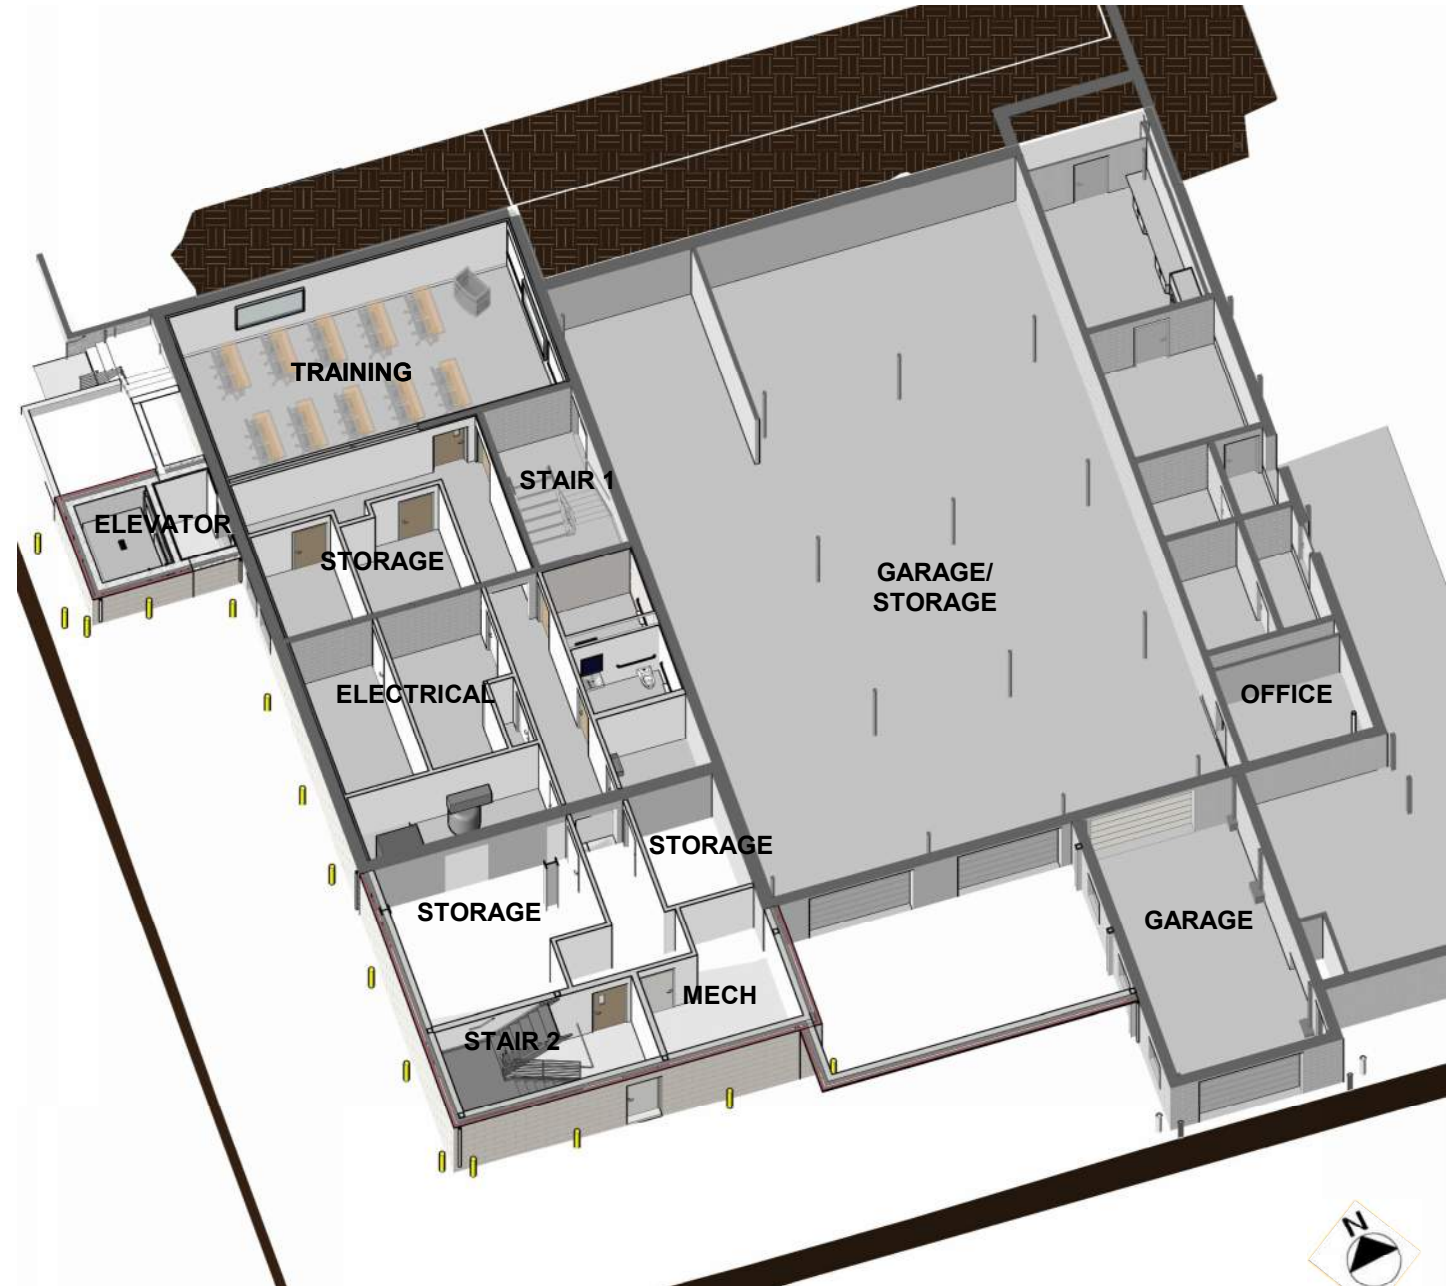 TRAINING
STAIR 1
ELEVATOR
STORAGE
GARAGE/
STORAGE
ELECTRICAL
OFFICE
STORAGE
STORAGE
GARAGE
MECH
STAIR 2
N